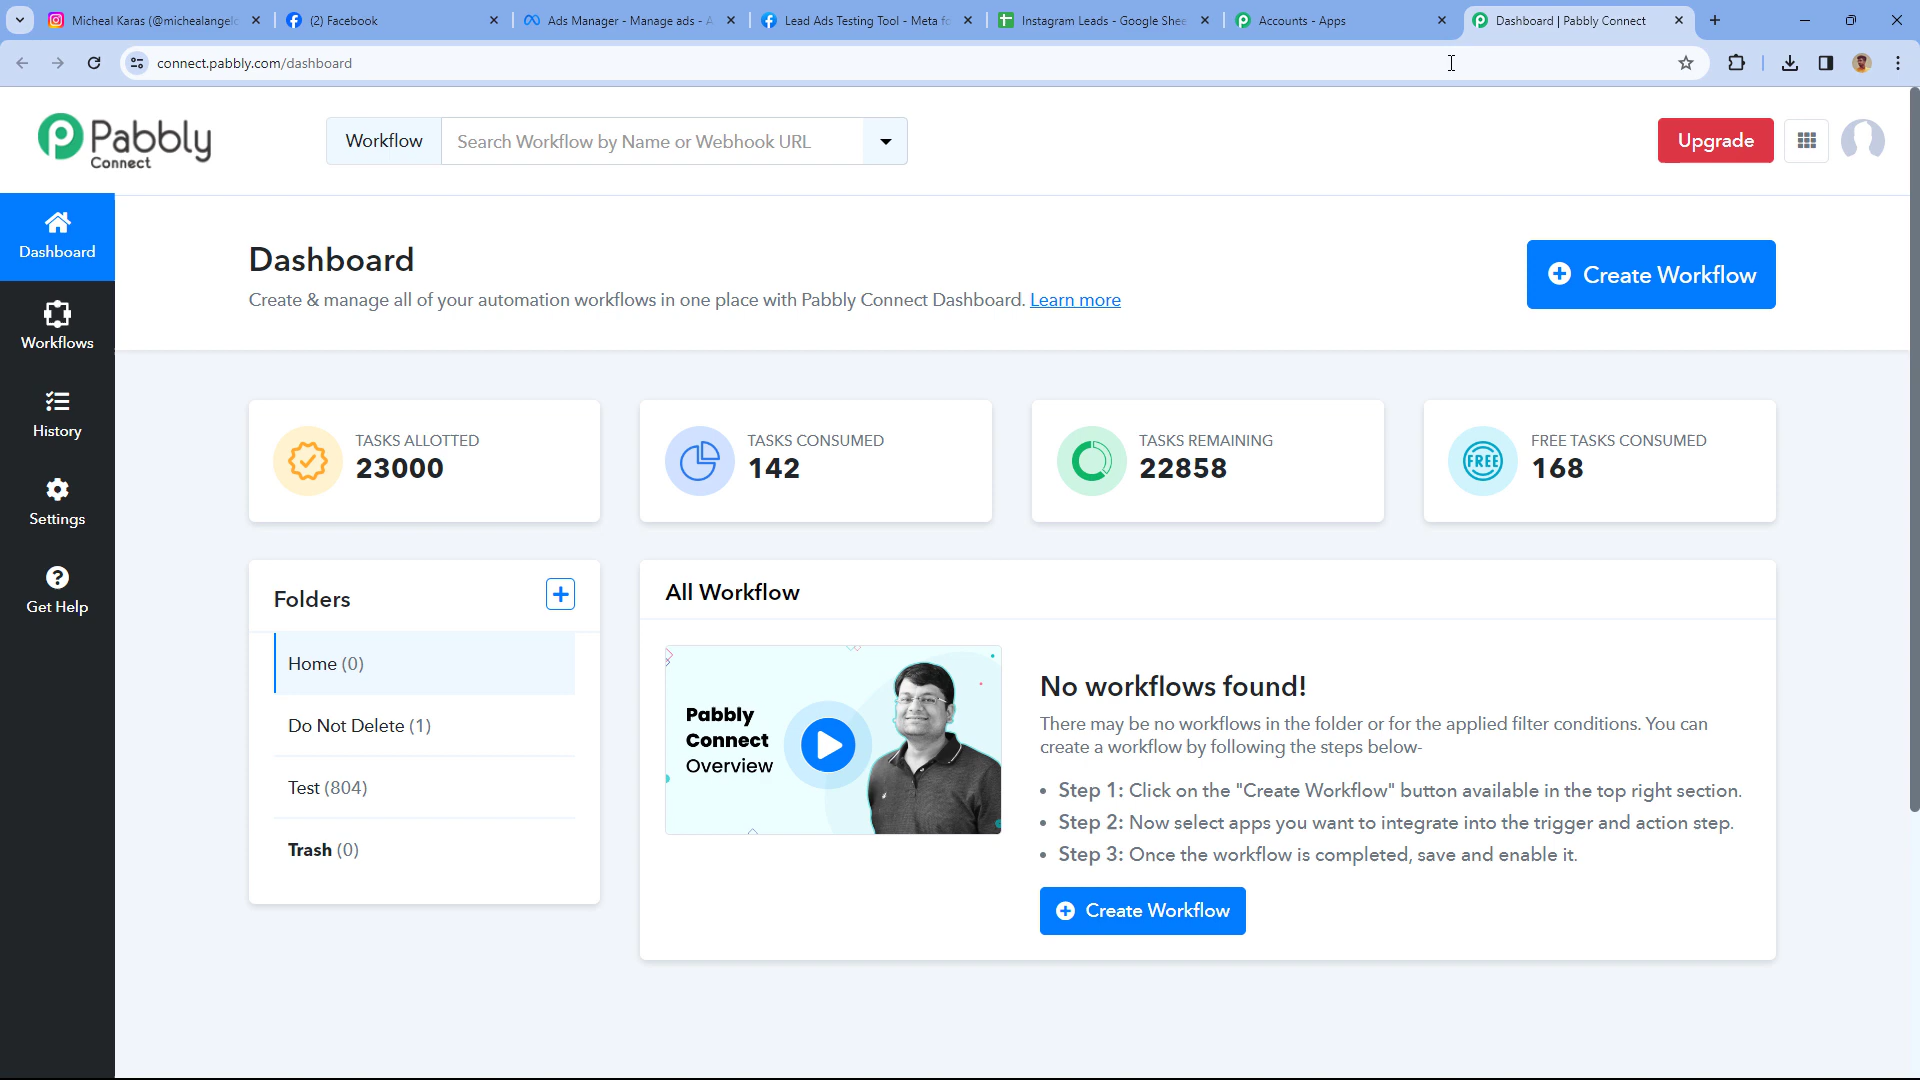 Micheal Karas (@michealangelo
(2) Facebook
Ads Manager - Manage ads - A
Lead Ads Testing Tool - Meta fo
Instagram Leads - Google Shee
Accounts - Apps
Dashboard | Pabbly Connect
connect.pabbly.com/dashboard
Pabbly
Connect
Workflow
Search Workflow by Name or Webhook URL
Upgrade
Dashboard
Workflows
History
Settings
Get Help
Dashboard
Create & manage all of your automation workflows in one place with Pabbly Connect Dashboard. Learn more
Create Workflow
TASKS ALLOTTED
23000
TASKS CONSUMED
142
TASKS REMAINING
22858
FREE
FREE TASKS CONSUMED
168
Folders
Home (0)
Do Not Delete (1)
Test (804)
Trash (0)
All Workflow
Pabbly
Connect
Overview
No workflows found!
There may be no workflows in the folder or for the applied filter conditions. You can
create a workflow by following the steps below-
• Step 1: Click on the "Create Workflow" button available in the top right section.
• Step 2: Now select apps you want to integrate into the trigger and action step.
• Step 3: Once the workflow is completed, save and enable it.
Create Workflow